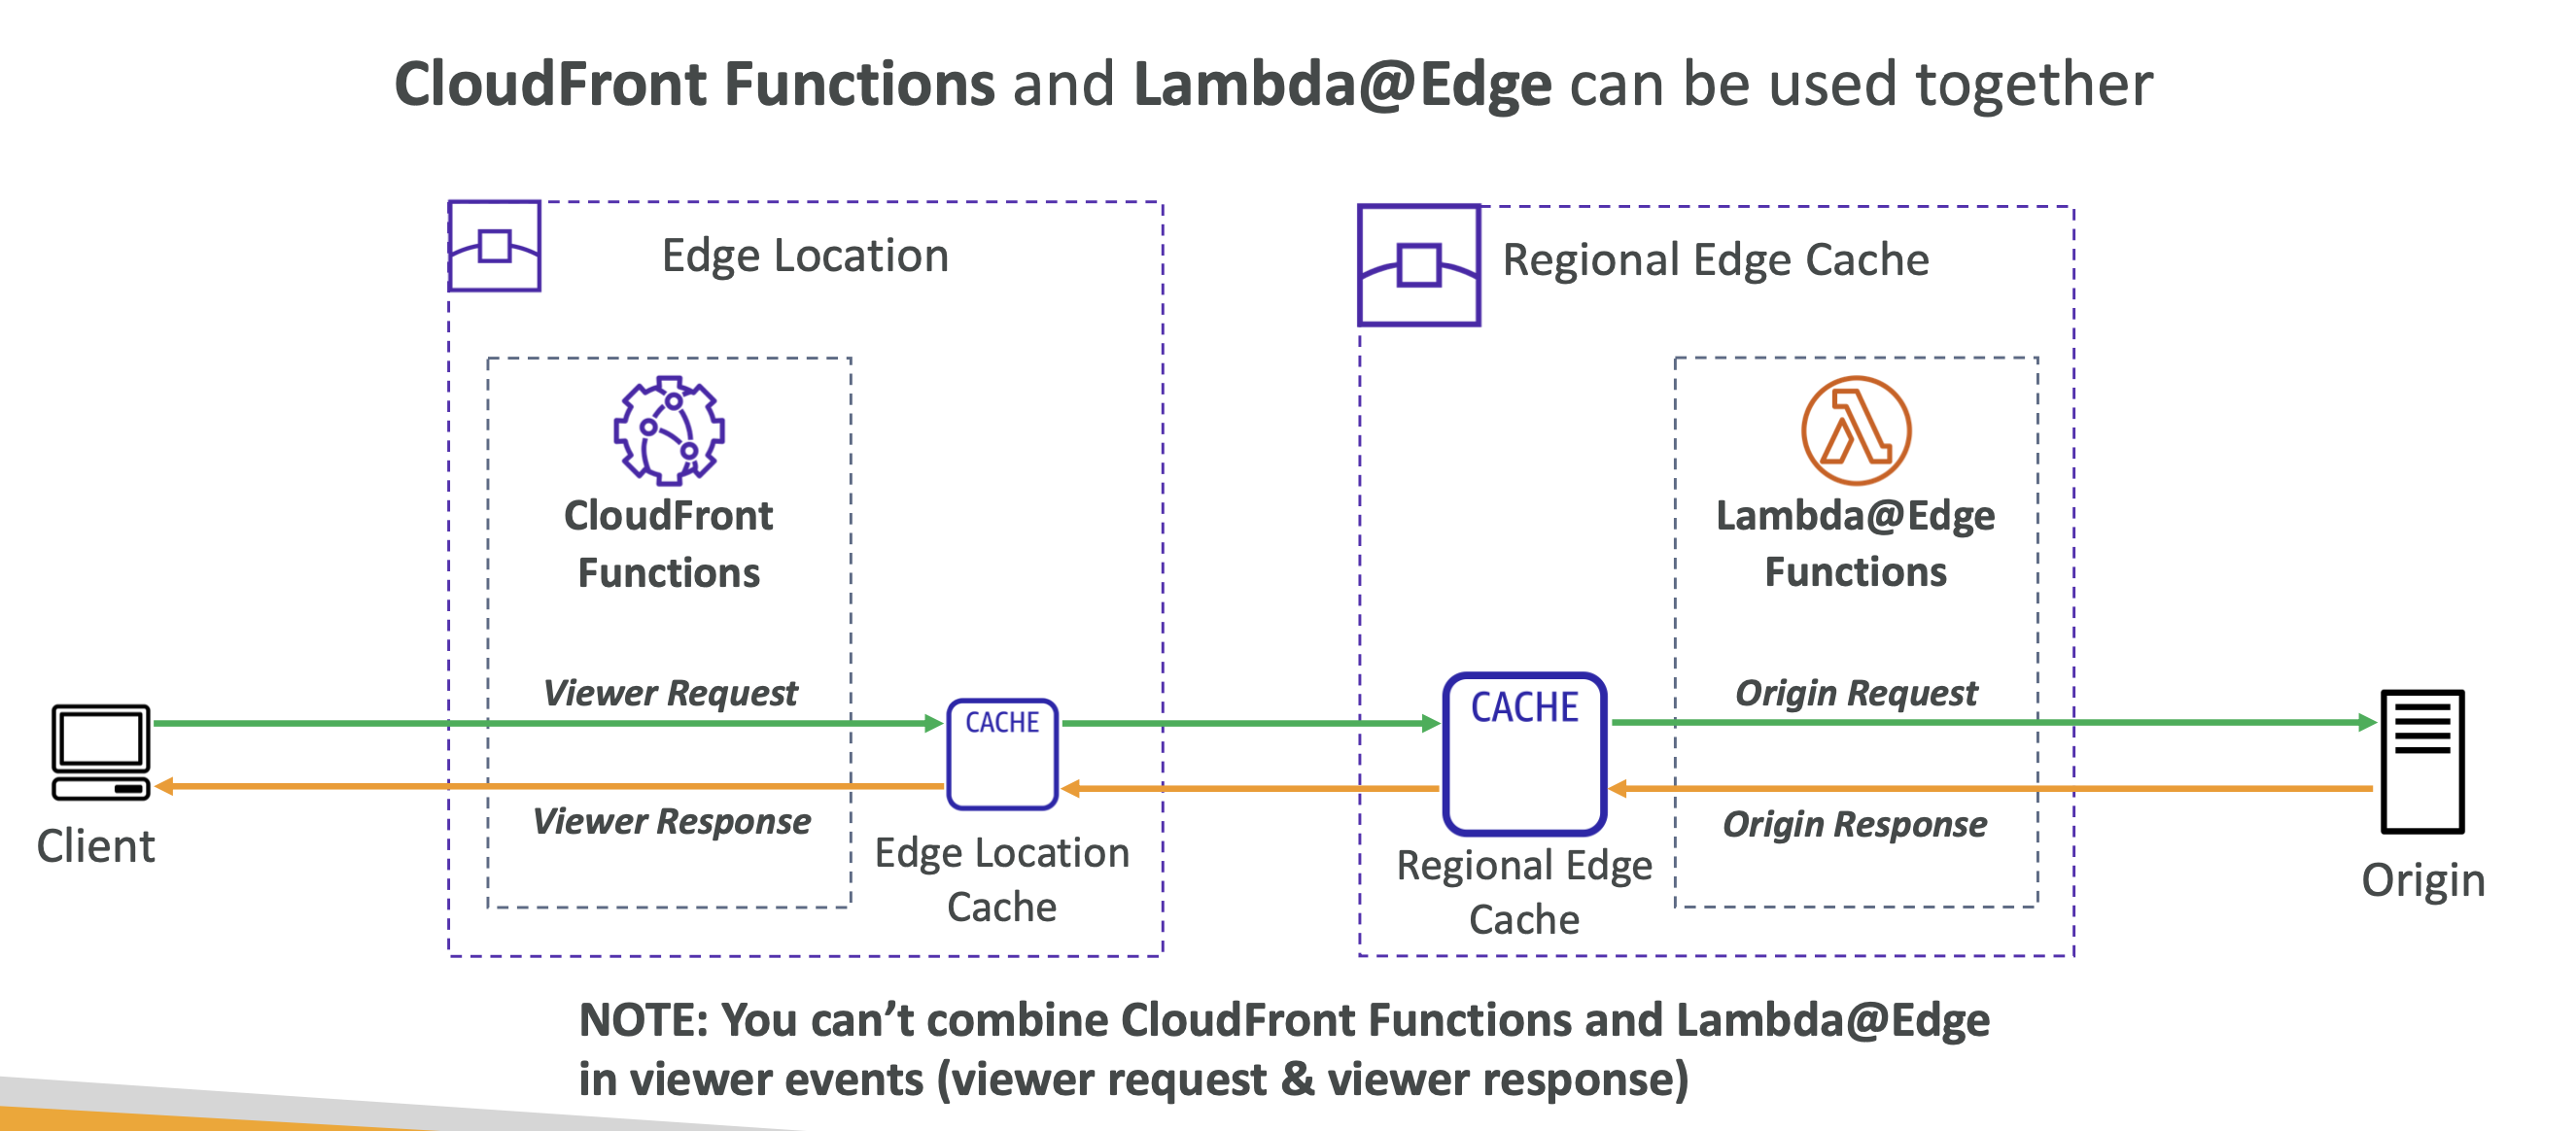 CloudFront Functions and Lambda@Edge can be used together
Edge Location
Regional Edge Cache
CloudFront
Functions
Lambda@Edge
Functions
Viewer Request
Origin Request
CACHE
CACHE
Viewer Response
Origin Response
Client
Edge Location
Cache
Regional Edge
Cache
Origin
NOTE: You can’t combine CloudFront Functions and Lambda@Edge
in viewer events (viewer request & viewer response)